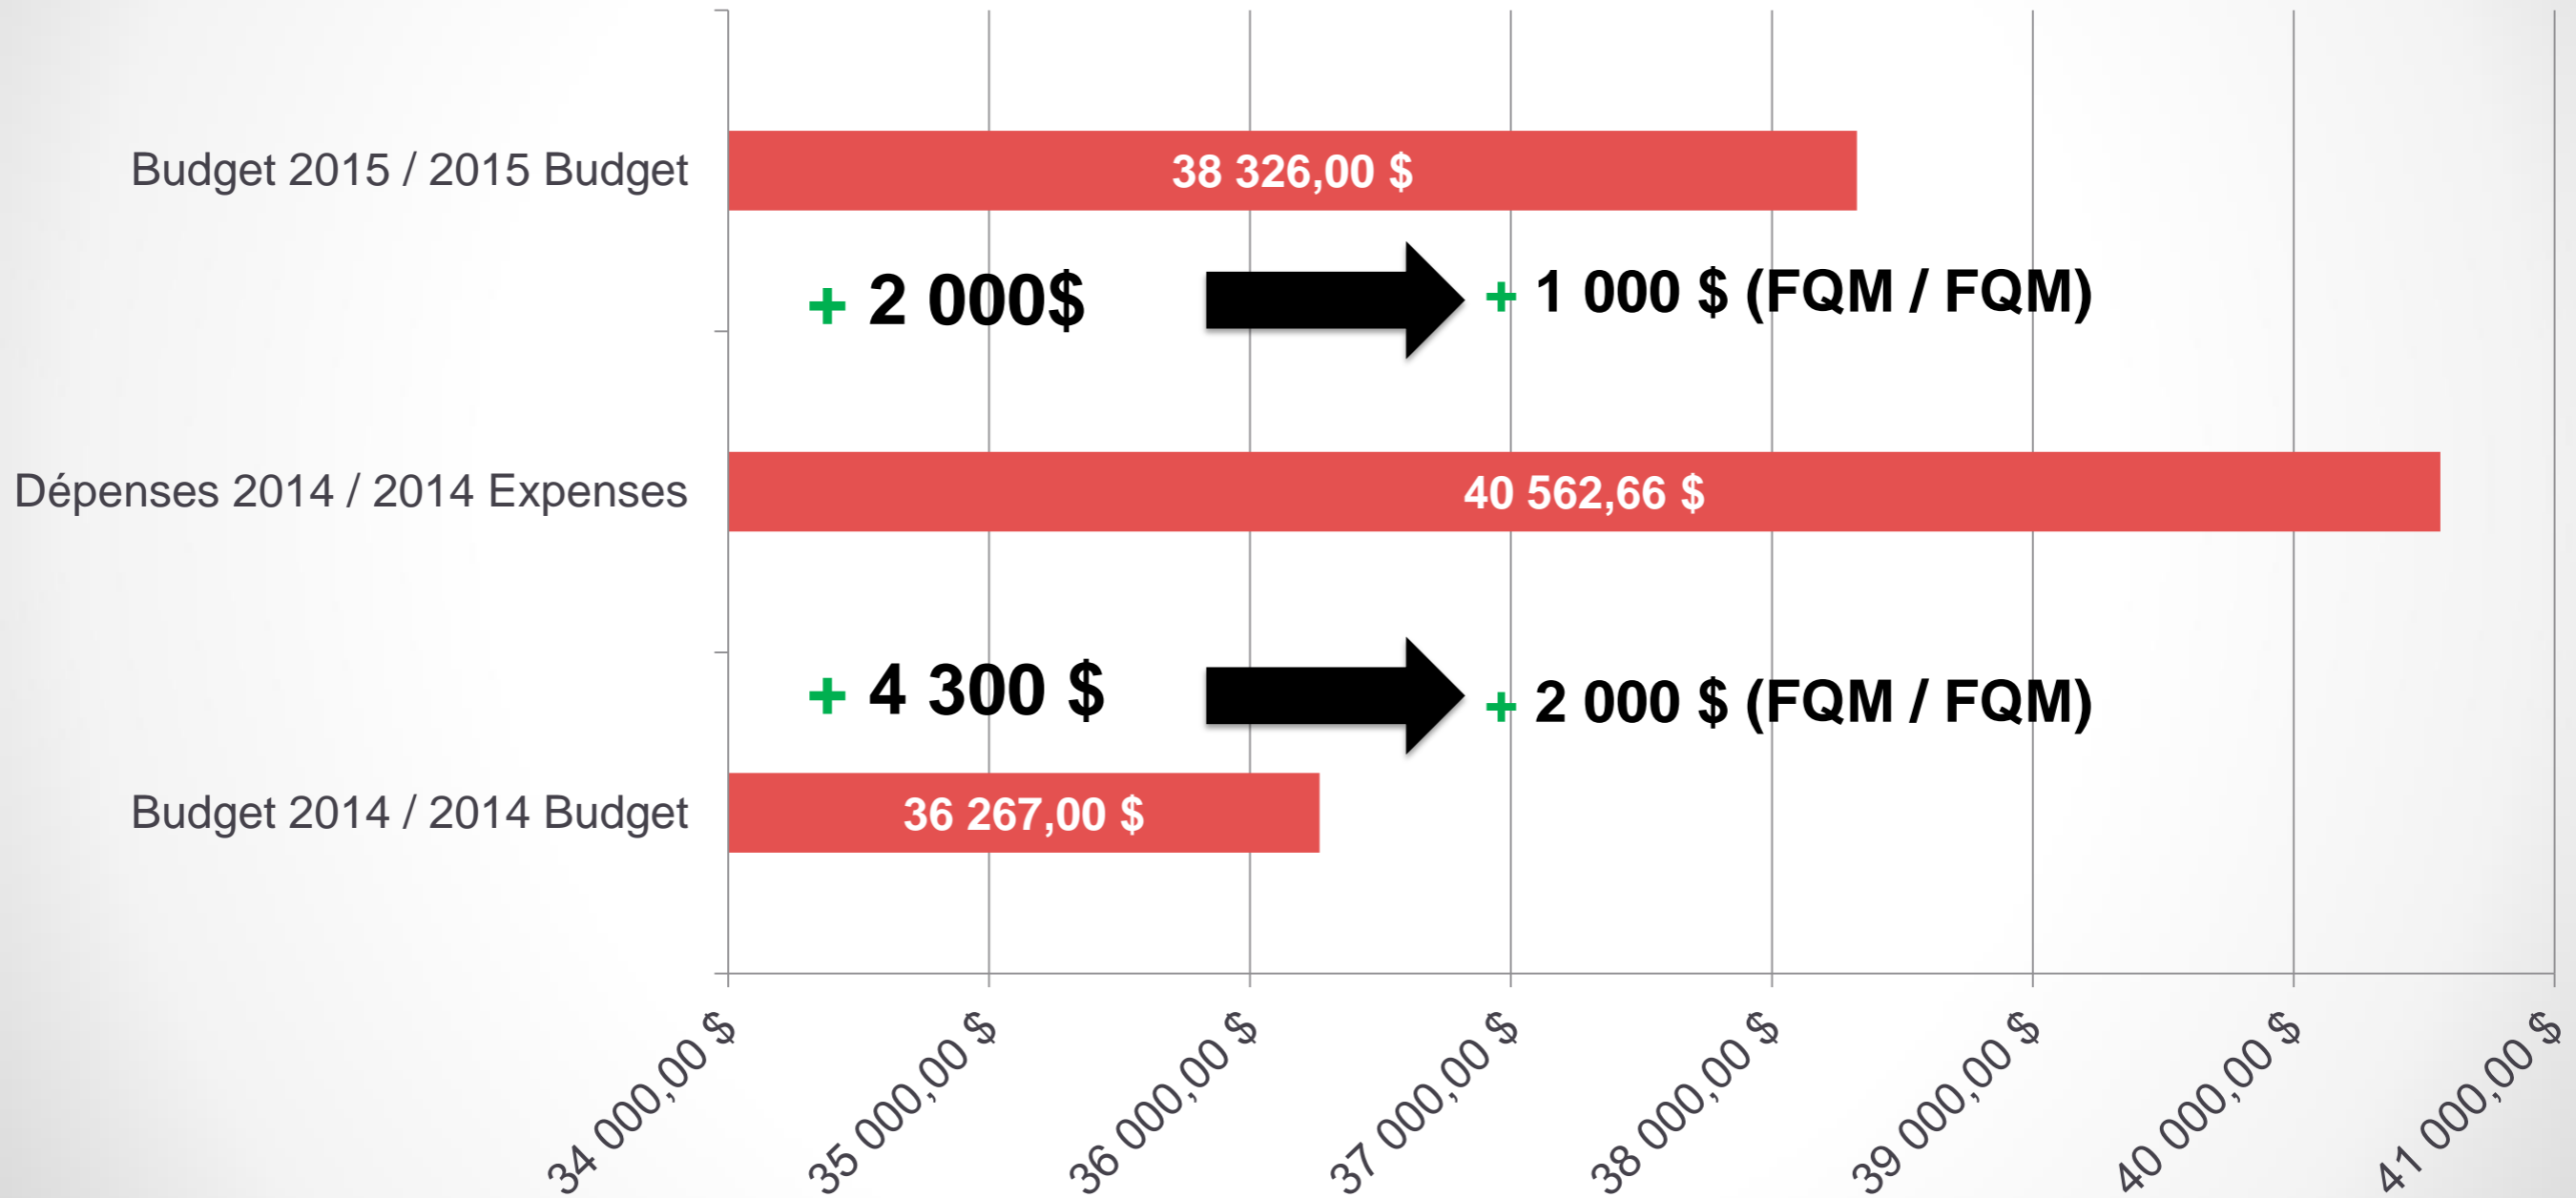 Budget 2015 / 2015 Budget
38 326,00 $
+ 2 000$
+ 1 000 $ (FQM / FQM)
Dépenses 2014 / 2014 Expenses
40 562,66 $
+ 4 300 $
+ 2 000 $ (FQM / FQM)
Budget 2014 / 2014 Budget
36 267,00 $
34 000,00 $
35 000,00 $
36 000,00 $
37 000,00 $
38 000,00 $
39 000,00 $
40 000,00 $
41 000,00 $